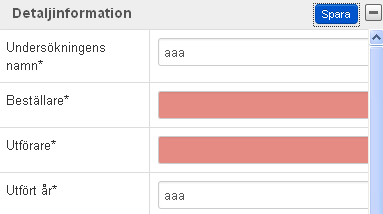 Detaljinformation Spara
Undersökningens
namn*
aaa
Beställare*
Utförare*
Utfört år*
aaa